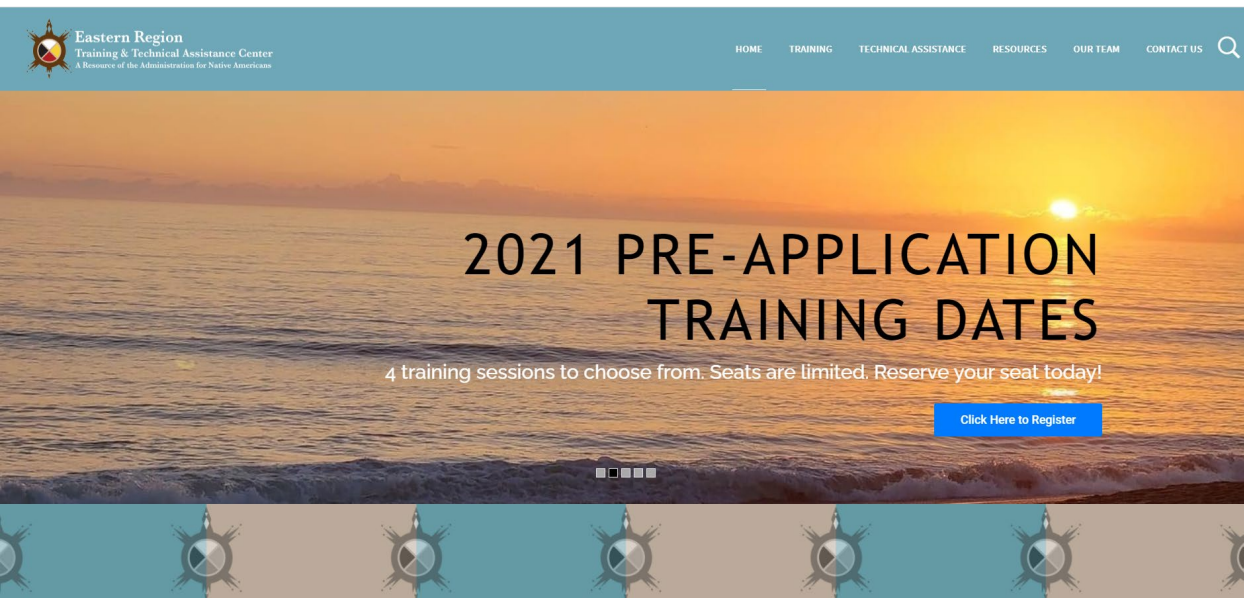 Eastern Region
Training & Technical Assistance Center
A Resource of the Administration for Native Americans
HOME TRAINING TECHNICAL ASSISTANCE RESOURCES OUR TEAM CONTACT US
2021 PRE-APPLICATION
TRAINING DATES
4 training sessions to choose from. Seats are limited. Reserve your seat today!
Click Here to Register